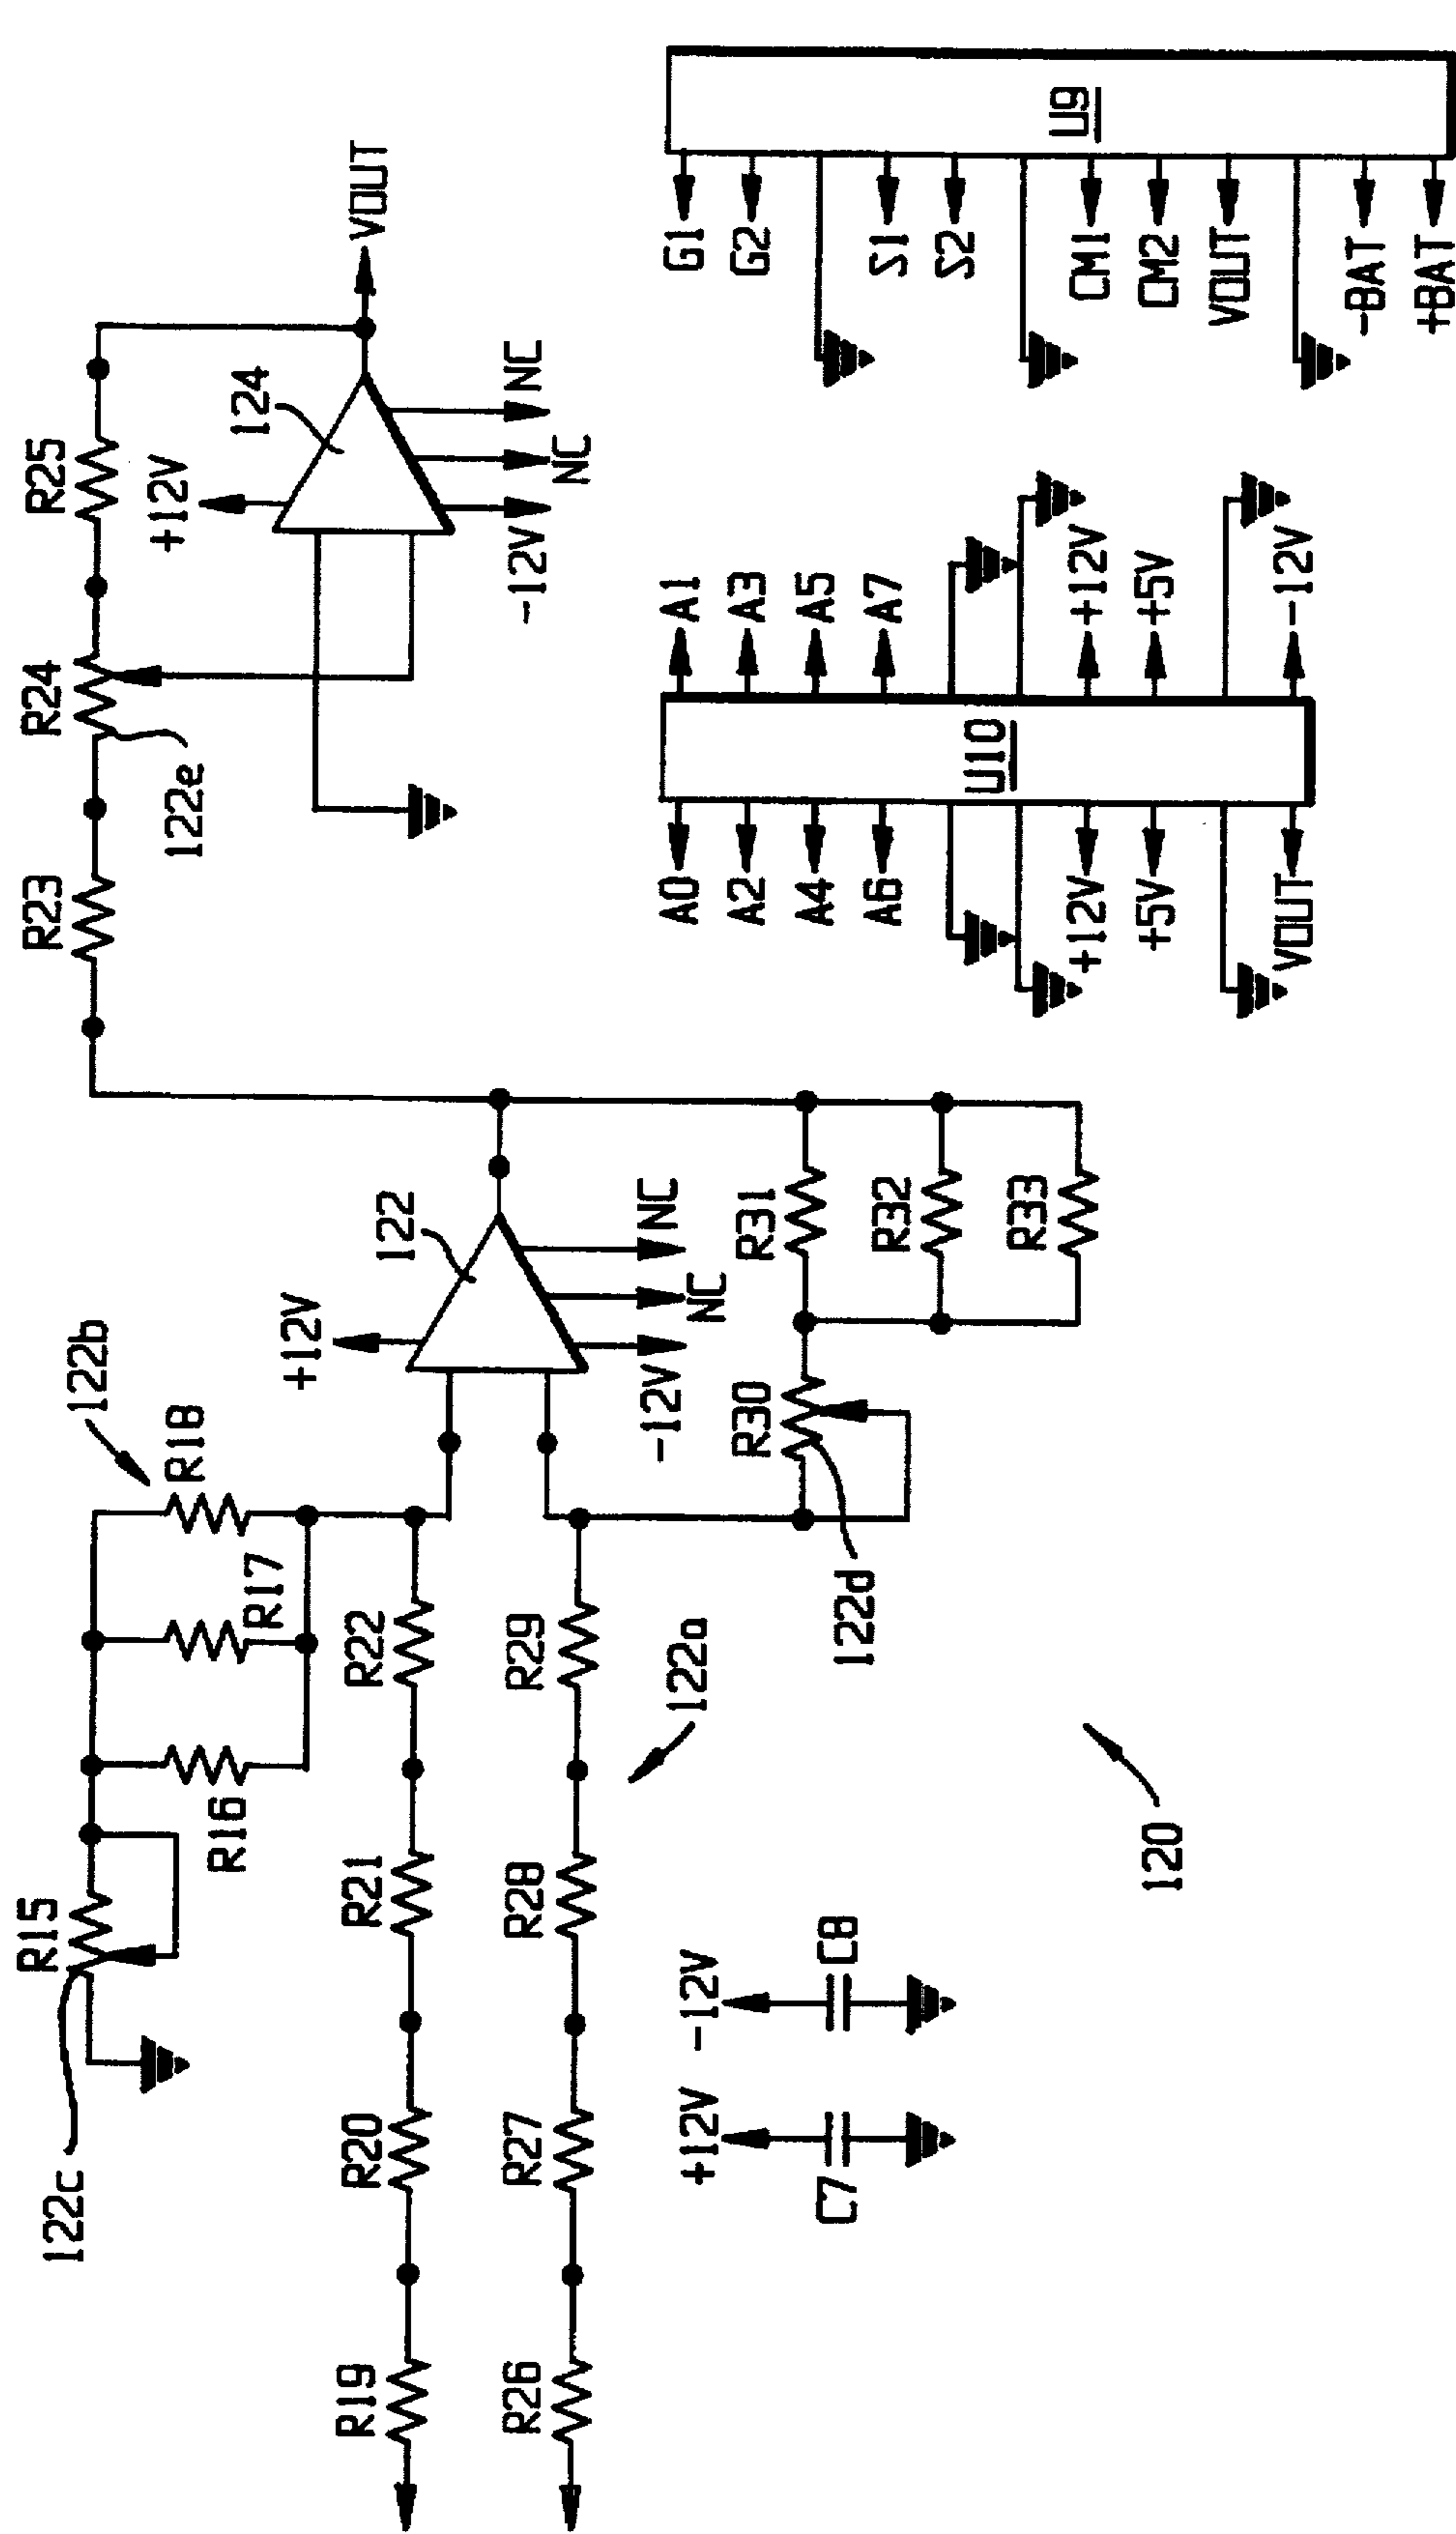 R15
122c
R16
R17
R18
122b
R19
R20
R21
R22
R26
R27
R28
R29
122a
+12V
122
-12V
NC
NC
R30
122d
R31
R32
R33
R23
R24
122e
R25
+12V
124
-12V
NC
NC
VOUT
+12V
-12V
C7
C8
120
A0
A2
A4
A6
+12V
+5V
VOUT
U10
A1
A3
A5
A7
+12V
+5V
-12V
G1
G2
S1
S2
CM1
CM2
VOUT
-BAT
+BAT
U9